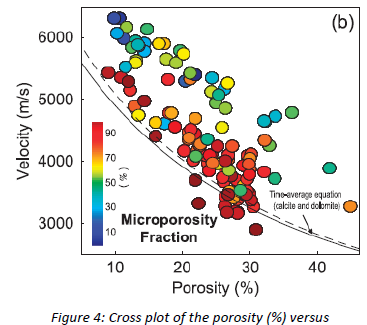 (b)
6000
5000
4000
3000
Velocity (m/s)
90
70
50
30
10
(%)
Microporosity
Fraction
Time-average equation
(calcite and dolomite)
10
20
30
40
Porosity (%)
Figure 4: Cross plot of the porosity (%) versus